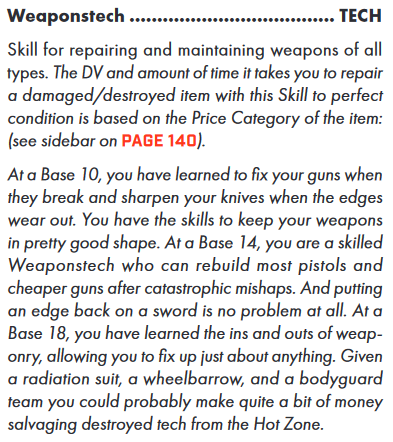 Weaponstech ................................... TECH
Skill for repairing and maintaining weapons of all
types. The DV and amount of time it takes you to repair
a damaged/destroyed item with this Skill to perfect
condition is based on the Price Category of the item:
(see sidebar on PAGE 140).
At a Base 10, you have learned to fix your guns when
they break and sharpen your knives when the edges
wear out. You have the skills to keep your weapons
in pretty good shape. At a Base 14, you are a skilled
Weaponstech who can rebuild most pistols and
cheaper guns after catastrophic mishaps. And putting
an edge back on a sword is no problem at all. At a
Base 18, you have learned the ins and outs of weap-
onry, allowing you to fix up just about anything. Given
a radiation suit, a wheelbarrow, and a bodyguard
team you could probably make quite a bit of money
salvaging destroyed tech from the Hot Zone.